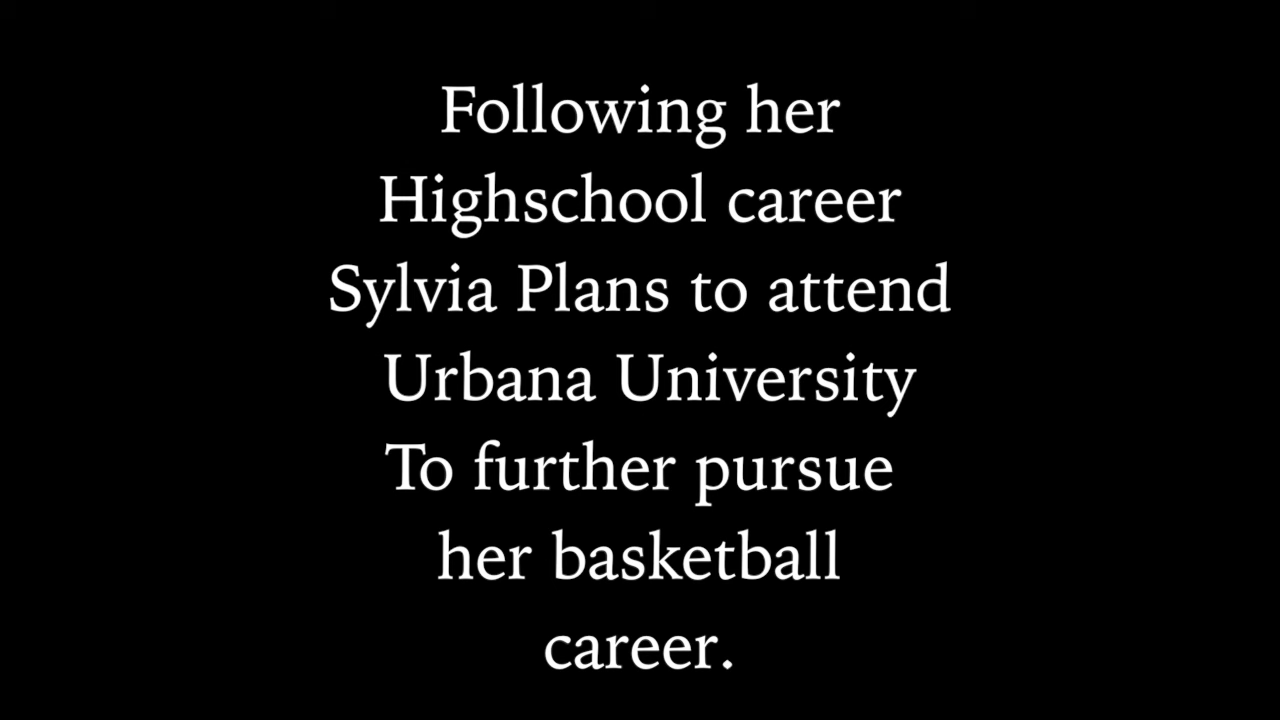 Following her
Highschool career
Sylvia Plans to attend
Urbana University
To further pursue
her basketball
career.